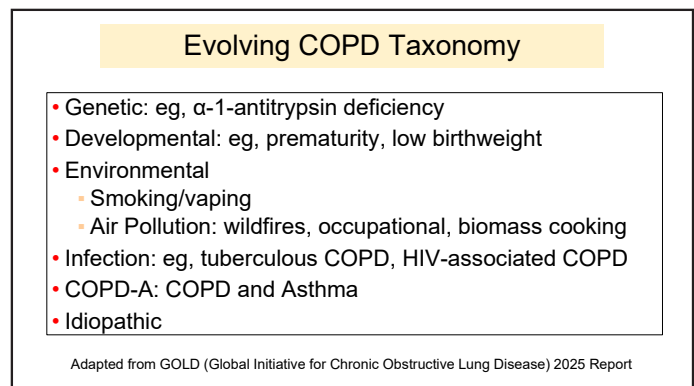 Evolving COPD Taxonomy
• Genetic: eg, α-1-antitrypsin deficiency
• Developmental: eg, prematurity, low birthweight
• Environmental
▪ Smoking/vaping
▪ Air Pollution: wildfires, occupational, biomass cooking
• Infection: eg, tuberculous COPD, HIV-associated COPD
• COPD-A: COPD and Asthma
• Idiopathic
Adapted from GOLD (Global Initiative for Chronic Obstructive Lung Disease) 2025 Report